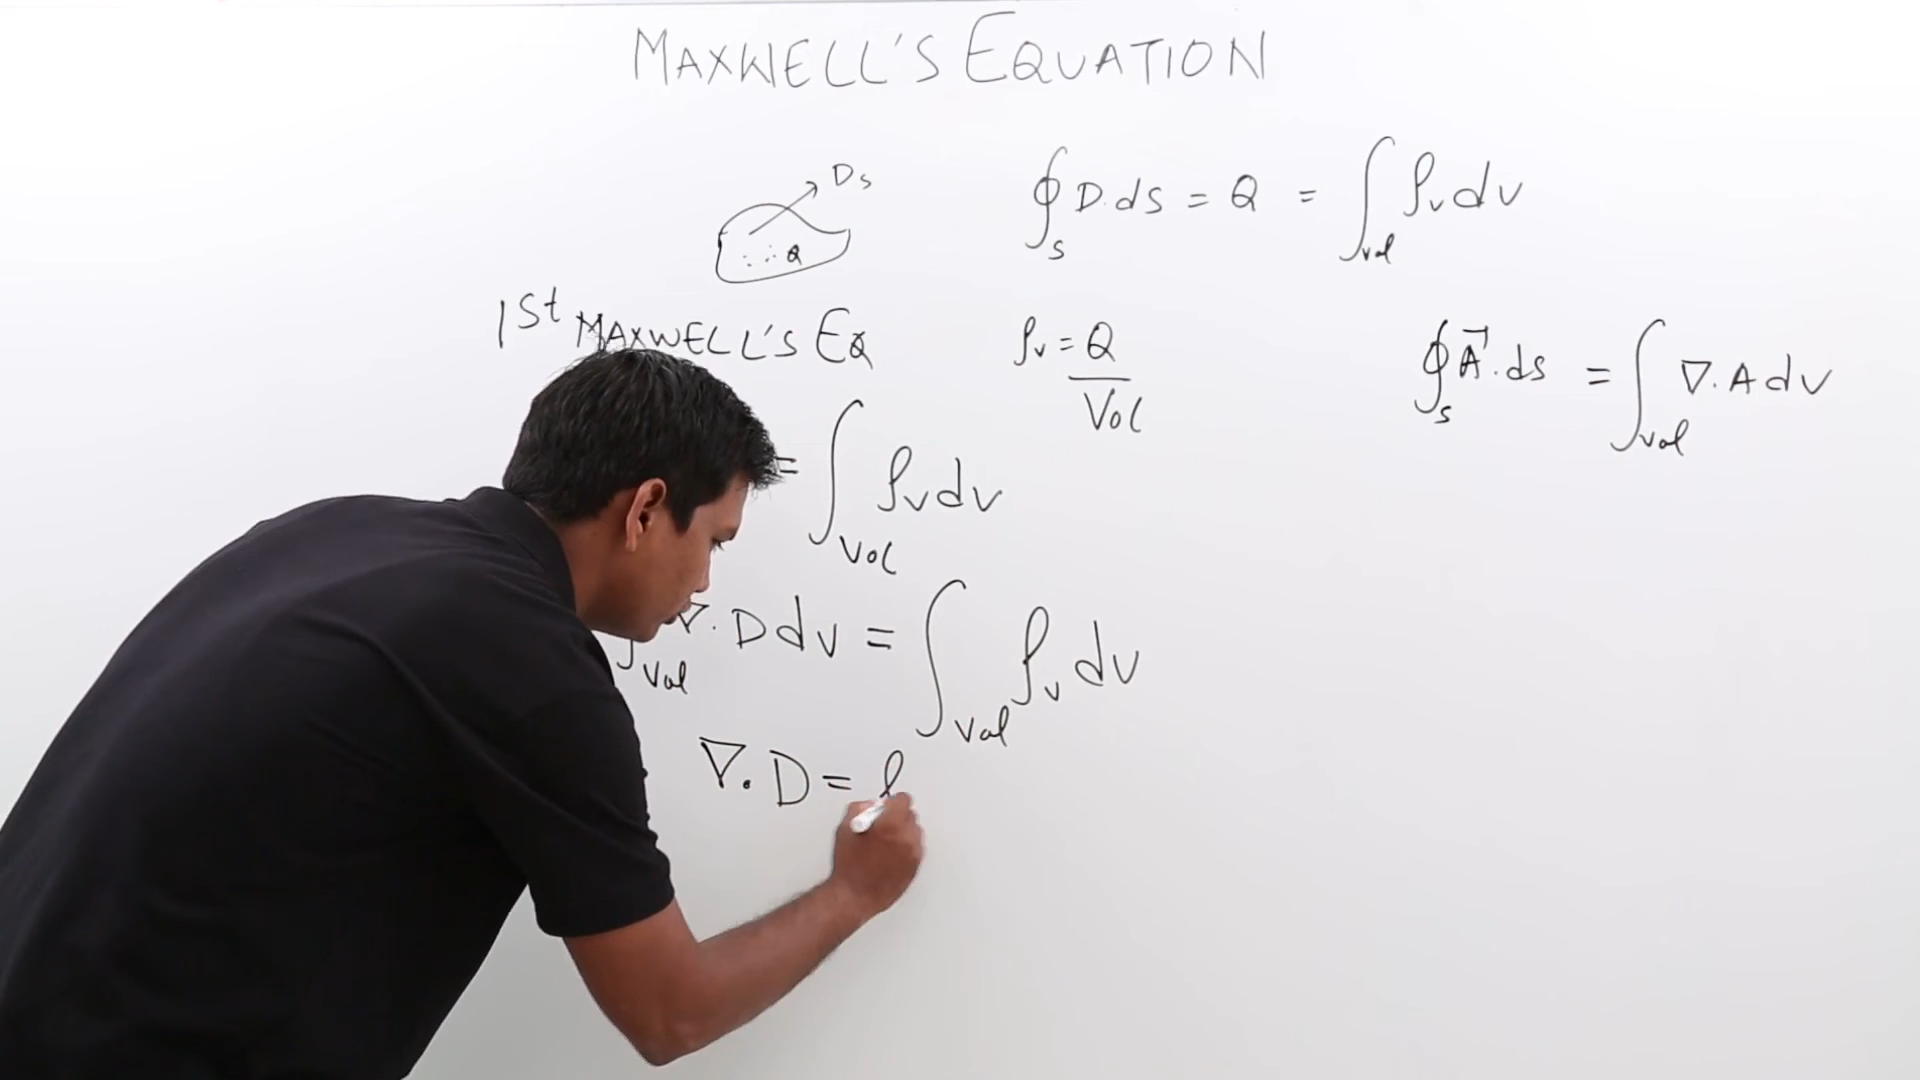 MAXWELL'S EQUATION
Ds
Q
∮s D.ds = Q = ∫vol ρv dv
1st MAXWELL'S EQ
ρv = Q / Vol
∮s A⃗.ds = ∫vol ∇.A dv
= ∫Vol ρv dv
∫Vol ∇.D dv = ∫Vol ρv dv
∇.D = ρ